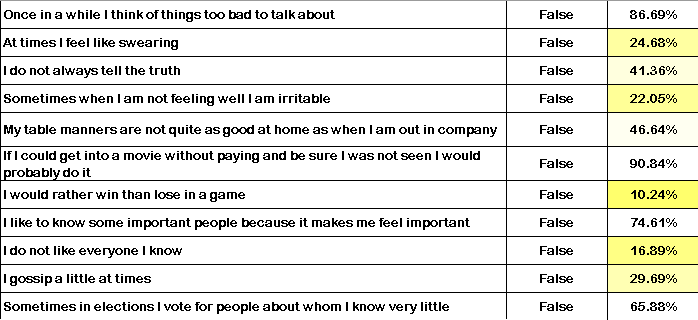 Once in a while I think of things too bad to talk about False 86.69%
At times I feel like swearing False 24.68%
I do not always tell the truth False 41.36%
Sometimes when I am not feeling well I am irritable False 22.05%
My table manners are not quite as good at home as when I am out in company False 46.64%
If I could get into a movie without paying and be sure I was not seen I would
probably do it False 90.84%
I would rather win than lose in a game False 10.24%
I like to know some important people because it makes me feel important False 74.61%
I do not like everyone I know False 16.89%
I gossip a little at times False 29.69%
Sometimes in elections I vote for people about whom I know very little False 65.88%